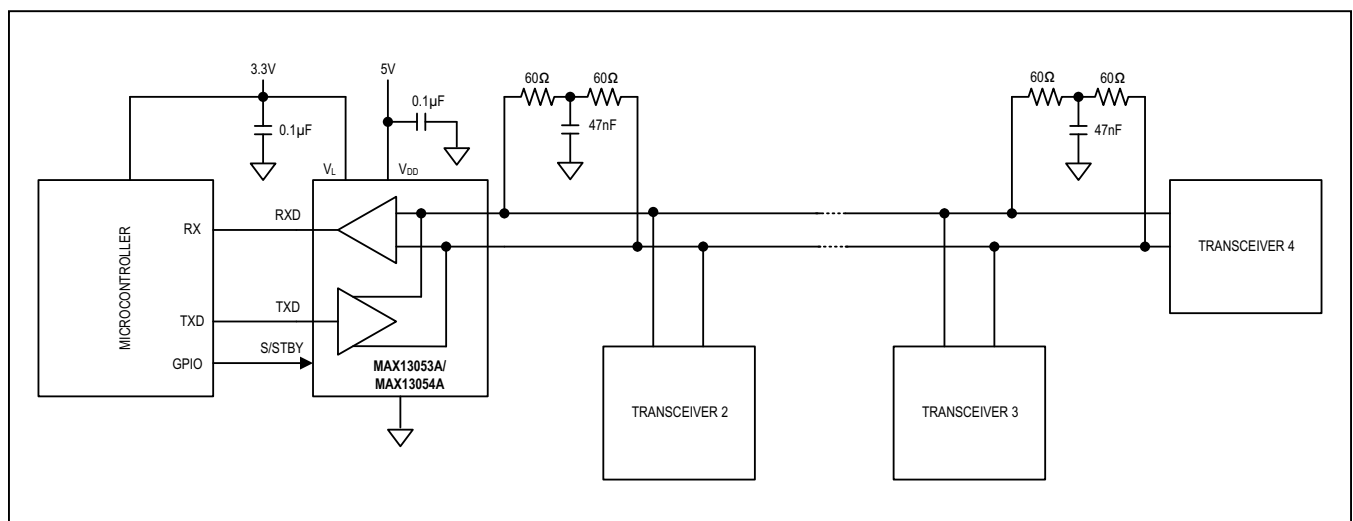 3.3V
5V
60Ω
60Ω
60Ω
60Ω
0.1µF
0.1µF
47nF
47nF
VL
VDD
MICROCONTROLLER
RX
RXD
TXD
TXD
GPIO
S/STBY
MAX13053A/
MAX13054A
TRANSCEIVER 4
TRANSCEIVER 2
TRANSCEIVER 3